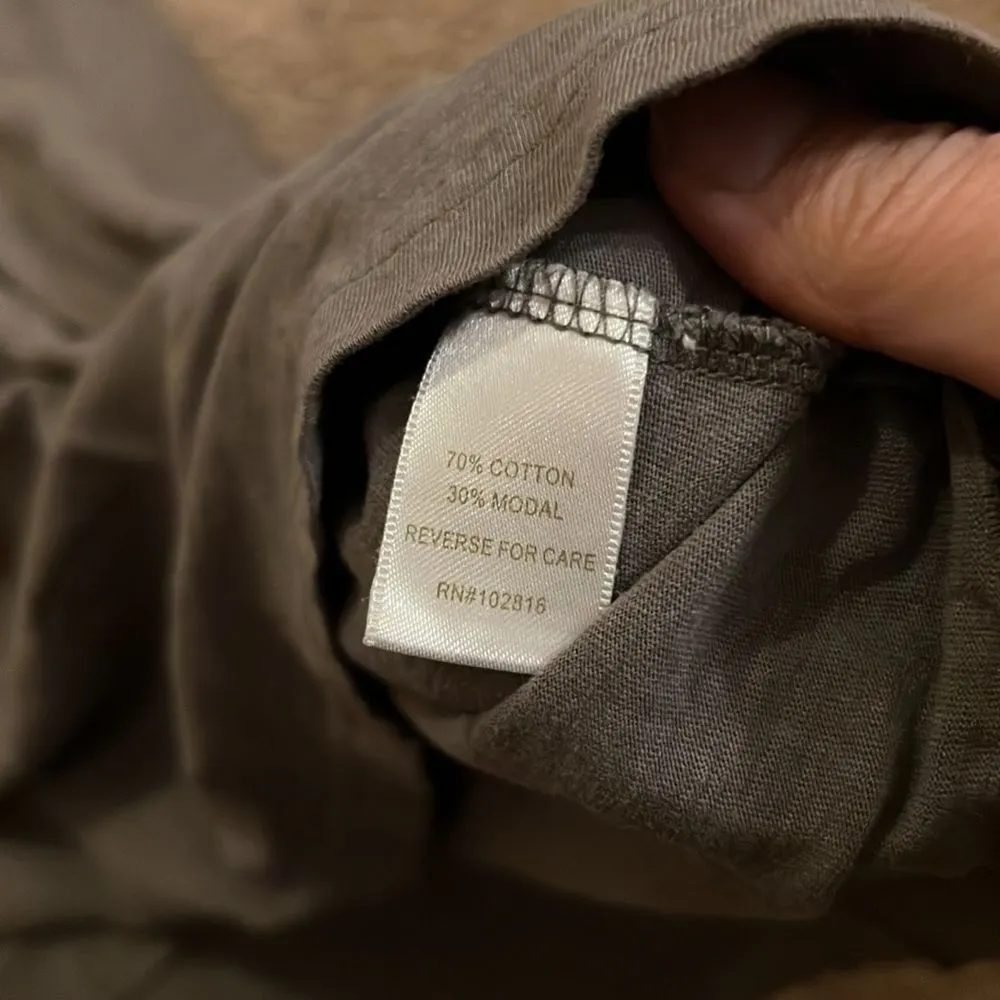 70% COTTON
30% MODAL
REVERSE FOR CARE
RN#102816